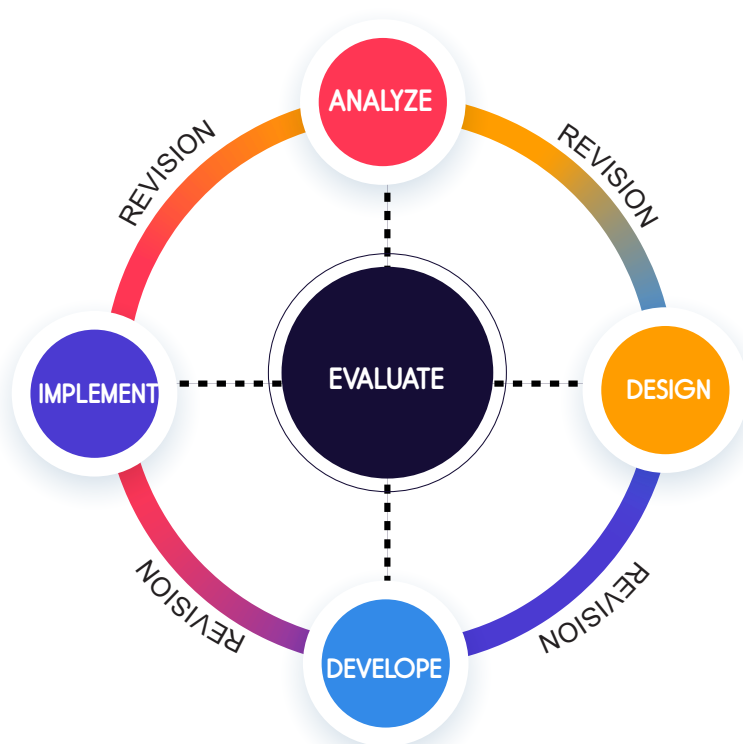 ANALYZE
REVISION
REVISION
IMPLEMENT
EVALUATE
DESIGN
REVISION
REVISION
DEVELOPE